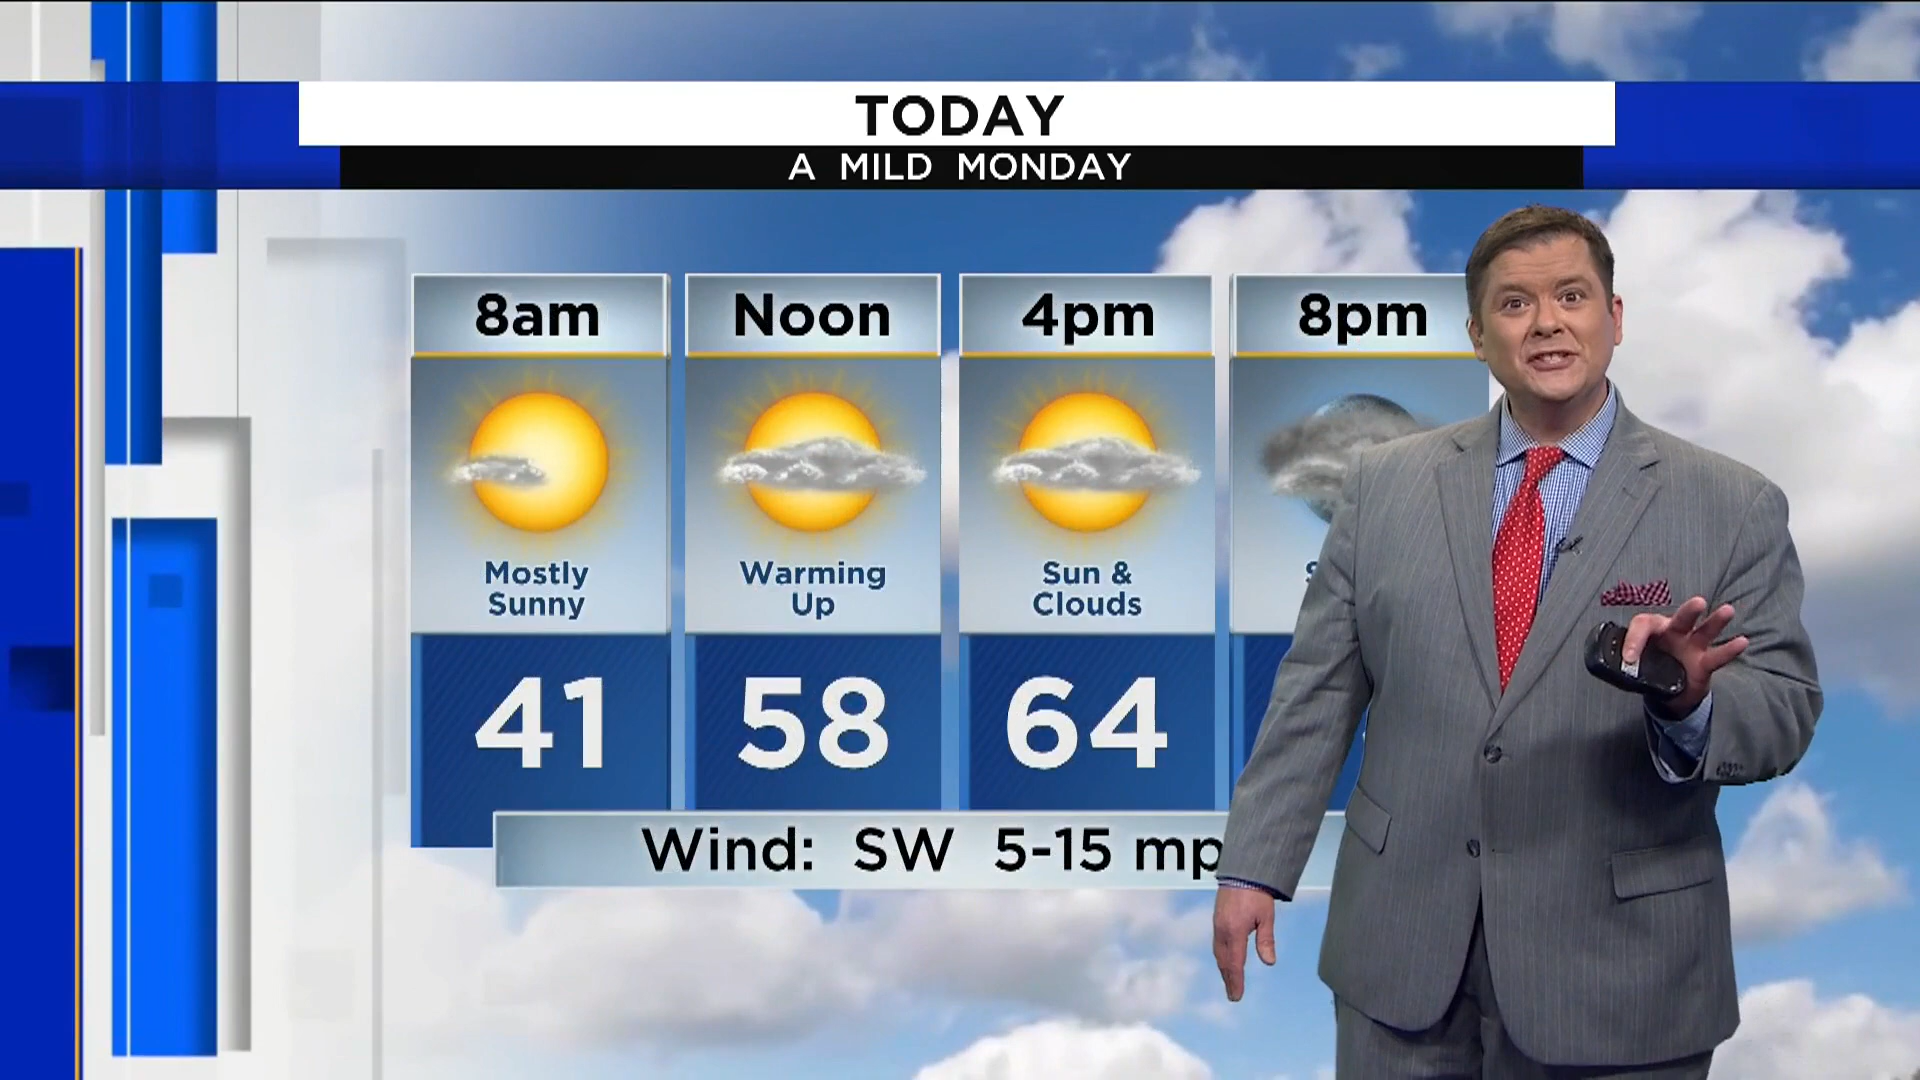 TODAY
A MILD MONDAY
8am
Noon
4pm
8pm
Mostly
Sunny
Warming
Up
Sun &
Clouds
41
58
64
Wind: SW 5-15